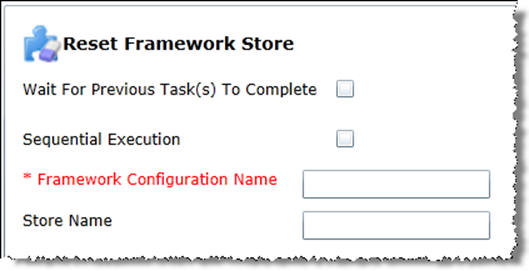 Reset Framework Store
Wait For Previous Task(s) To Complete
Sequential Execution
* Framework Configuration Name
Store Name